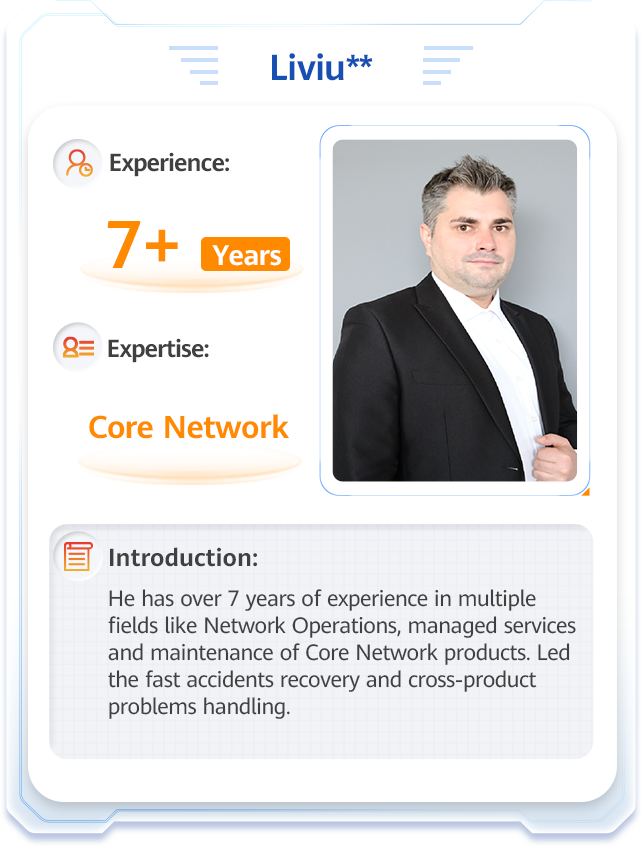 Liviu**
Experience:
7+ Years
Expertise:
Core Network
Introduction:
He has over 7 years of experience in multiple
fields like Network Operations, managed services
and maintenance of Core Network products. Led
the fast accidents recovery and cross-product
problems handling.